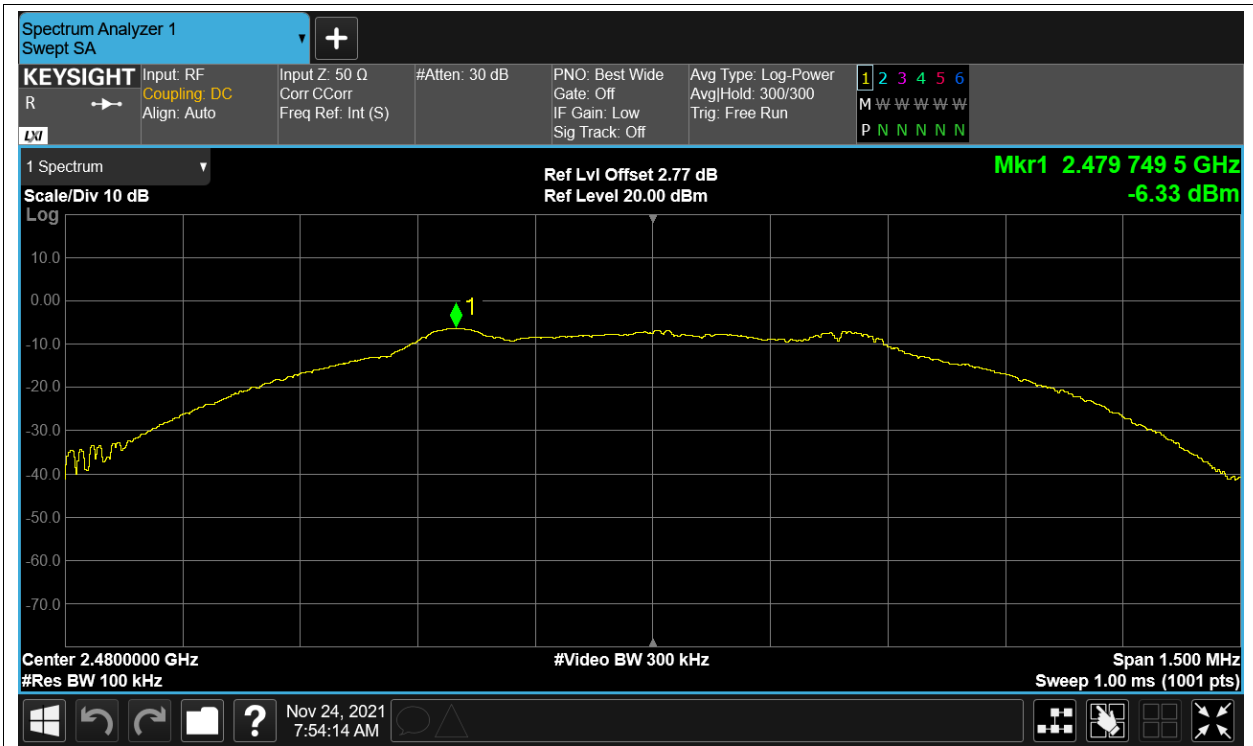 Spectrum Analyzer 1
Swept SA
KEYSIGHT
R
LXI
Input: RF
Coupling: DC
Align: Auto
Input Z: 50 Ω
Corr CCorr
Freq Ref: Int (S)
#Atten: 30 dB
PNO: Best Wide
Gate: Off
IF Gain: Low
Sig Track: Off
Avg Type: Log-Power
Avg|Hold: 300/300
Trig: Free Run
1 2 3 4 5 6
M W W W W W W
P N N N N N N
1 Spectrum
Scale/Div 10 dB
Ref Lvl Offset 2.77 dB
Ref Level 20.00 dBm
Mkr1 2.479 749 5 GHz
-6.33 dBm
Log
10.0
0.00
1
-10.0
-20.0
-30.0
-40.0
-50.0
-60.0
-70.0
Center 2.4800000 GHz
#Video BW 300 kHz
Span 1.500 MHz
#Res BW 100 kHz
Sweep 1.00 ms (1001 pts)
?
Nov 24, 2021
7:54:14 AM